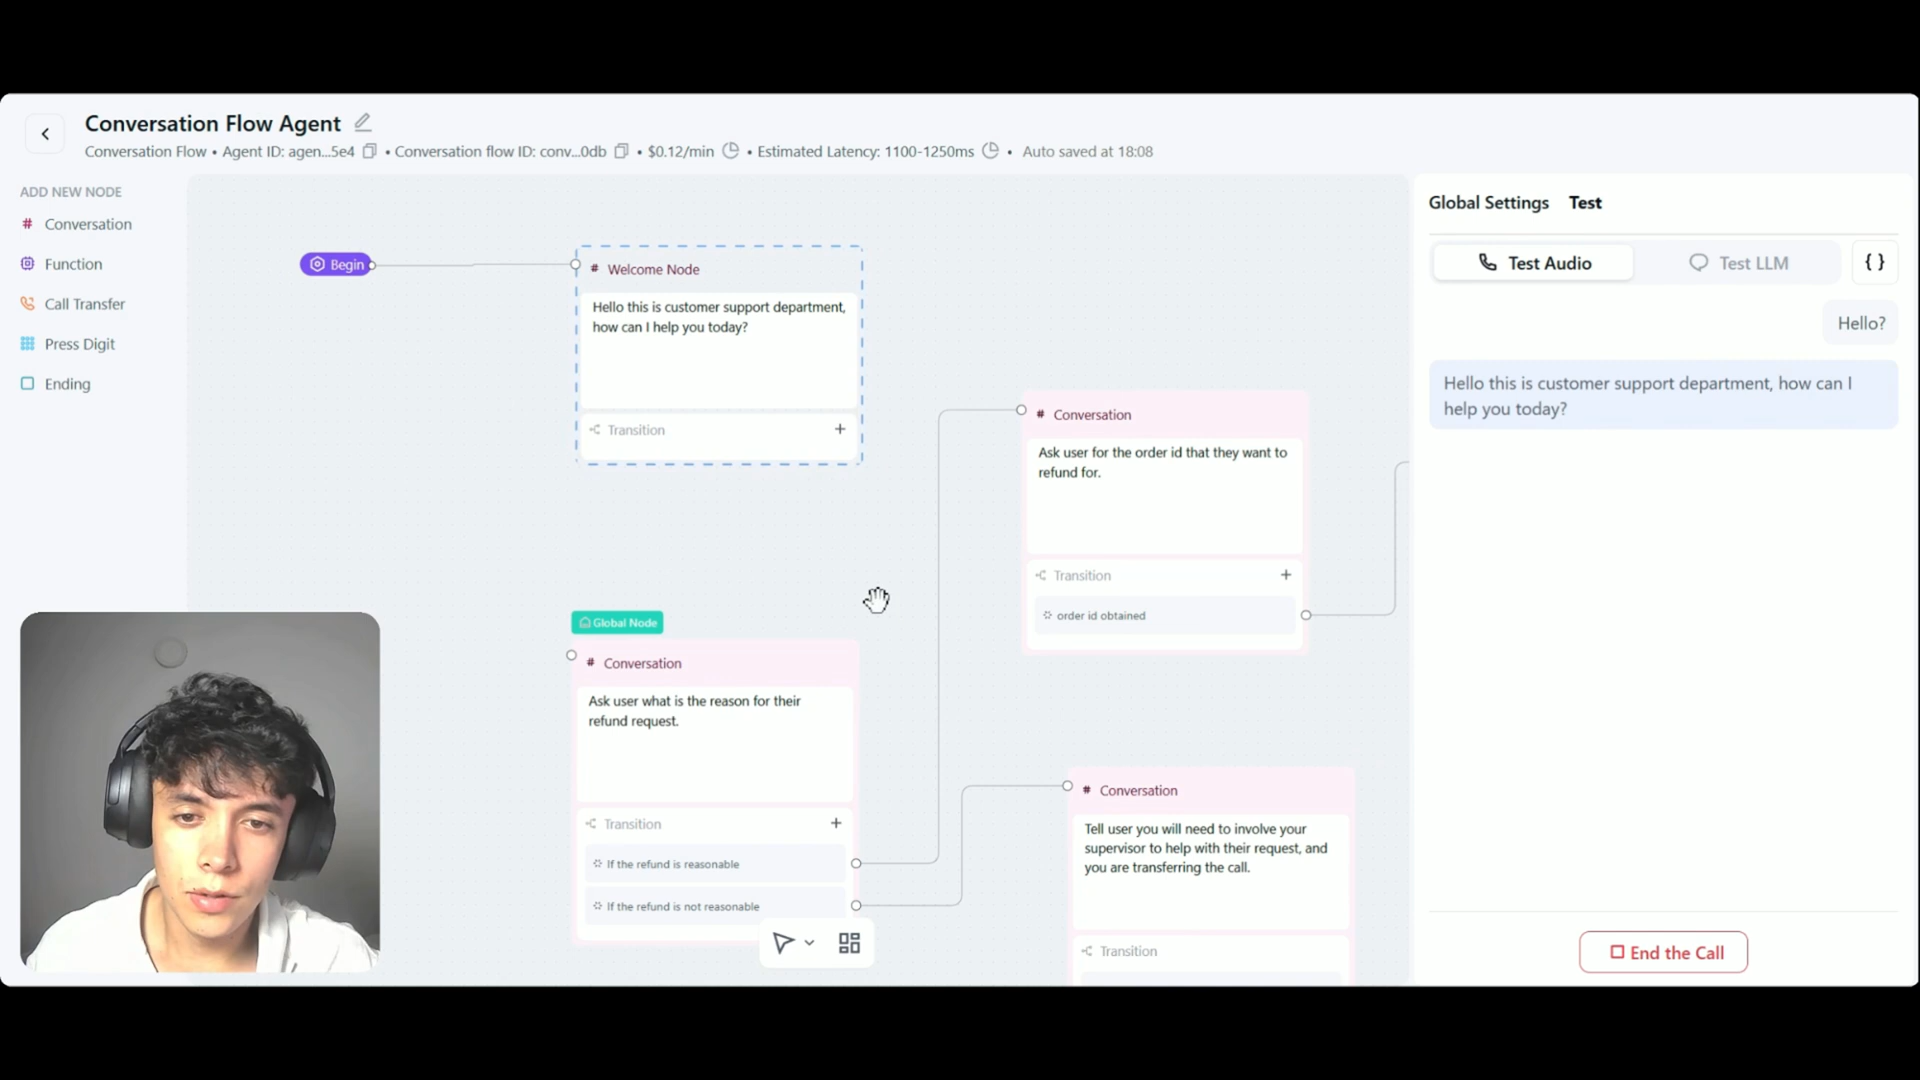 Conversation Flow Agent
Conversation Flow • Agent ID: agen...5e4 • Conversation flow ID: conv...0db • $0.12/min • Estimated Latency: 1100-1250ms • Auto saved at 18:08
ADD NEW NODE
# Conversation
Function
Call Transfer
Press Digit
Ending
Begin
# Welcome Node
Hello this is customer support department,
how can I help you today?
Transition +
Global Node
# Conversation
Ask user what is the reason for their
refund request.
Transition +
If the refund is reasonable
If the refund is not reasonable
# Conversation
Ask user for the order id that they want to
refund for.
Transition +
order id obtained
# Conversation
Tell user you will need to involve your
supervisor to help with their request, and
you are transferring the call.
Transition
Global Settings Test
Test Audio Test LLM { }
Hello?
Hello this is customer support department, how can I
help you today?
End the Call